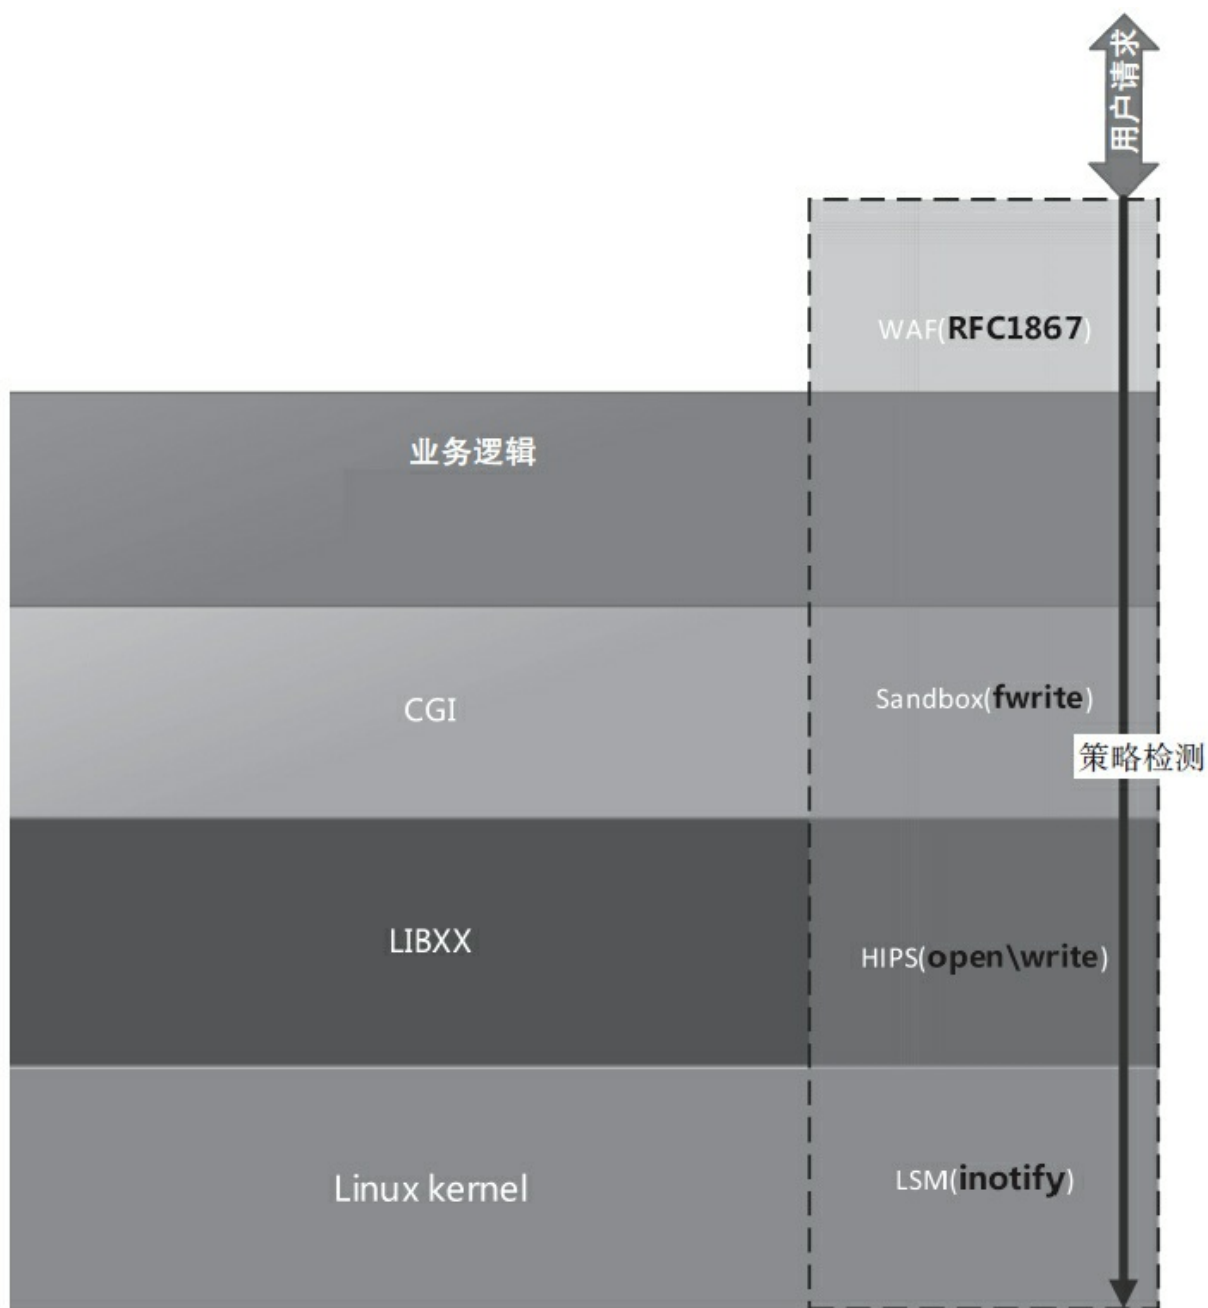 用户请求
WAF(RFC1867)
业务逻辑
CGI
Sandbox(fwrite)
策略检测
LIBXX
HIPS(open\write)
Linux kernel
LSM(inotify)